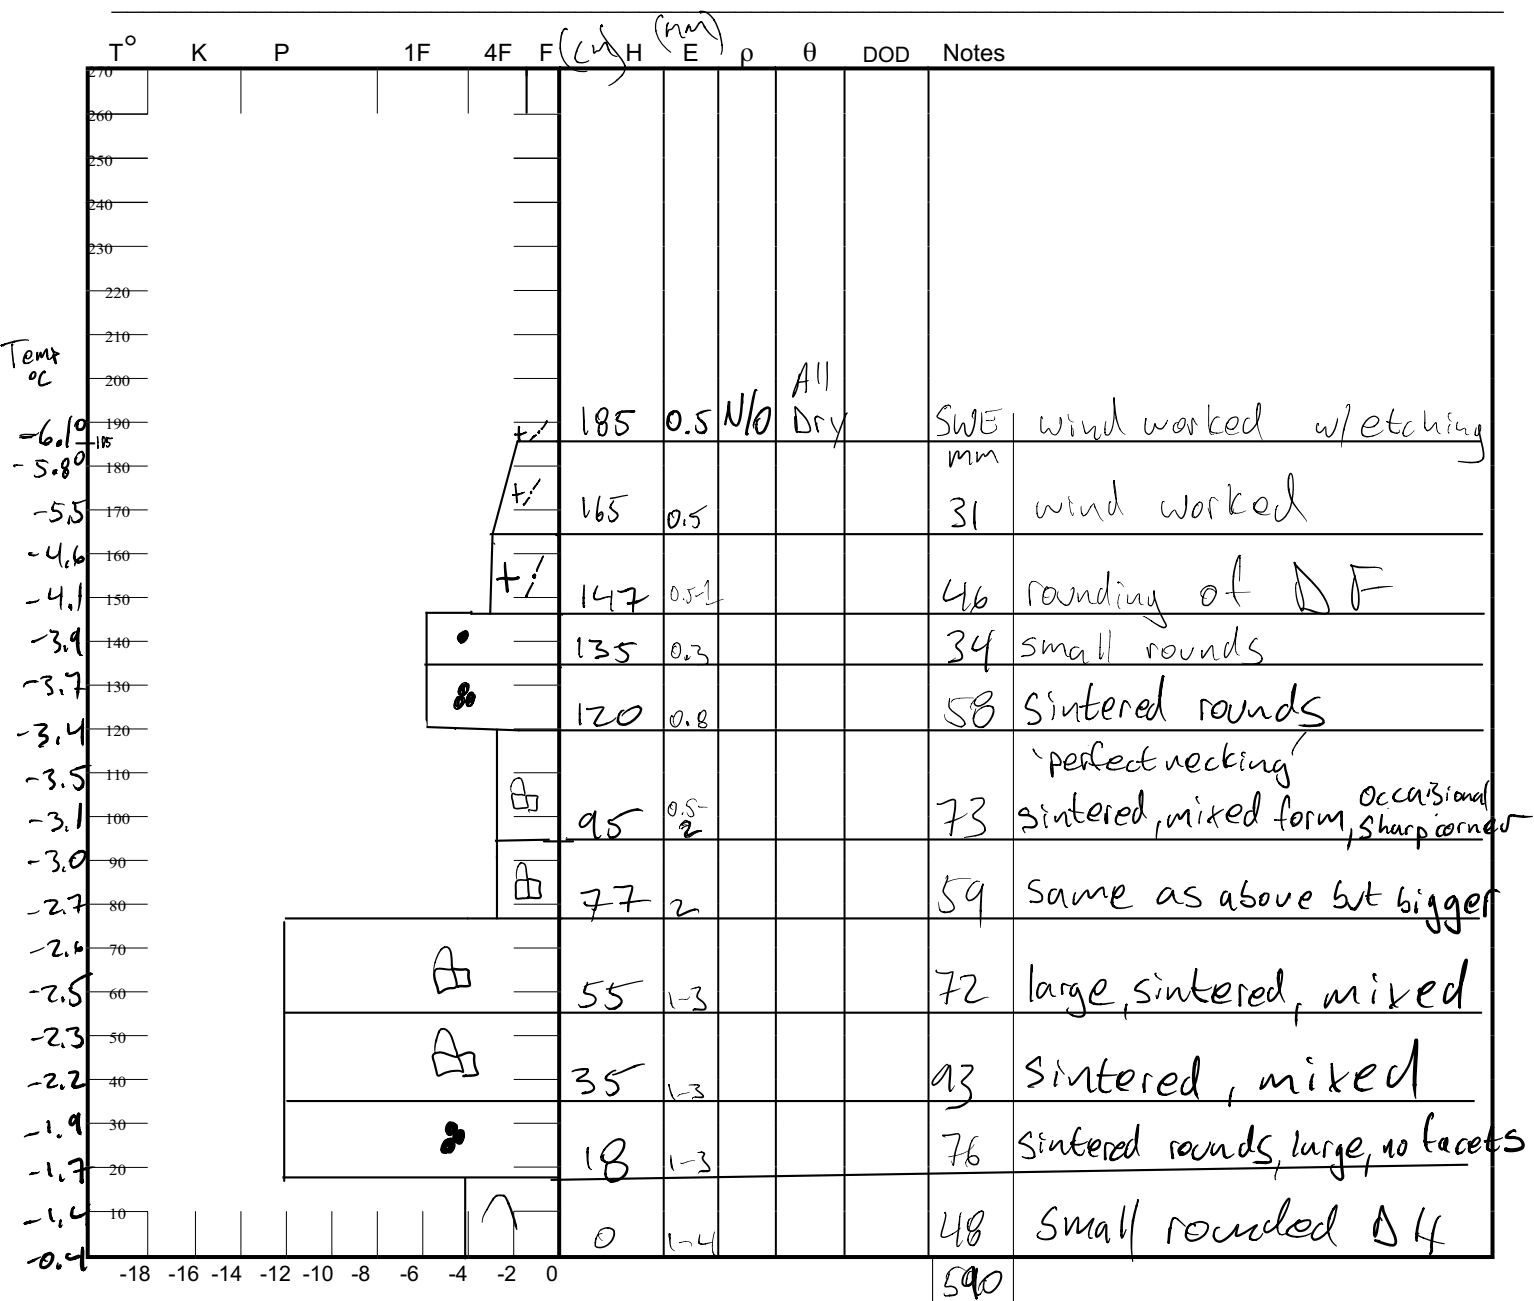 (cm) (mm)
T° K P 1F 4F F H E ρ θ DOD Notes
270
260
250
240
230
220
210
Temp
°C
200
All
-6.1° 190 185 0.5 N/O Dry SWE wind worked w/ etching
185
mm
-5.8° 180
-5.5 170 165 0.5 31 wind worked
-4.6 160
-4.1 150 147 0.5-1 46 rounding of DF
-3.9 140 135 0.3 34 small rounds
-3.7 130
-3.4 120 120 0.8 58 sintered rounds
'perfect necking'
-3.5 110
-3.1 100 95 0.5-2 73 sintered, mixed form, occaisional sharp corner
-3.0 90
-2.7 80 77 2 59 same as above but bigger
-2.6 70
-2.5 60 55 1-3 72 large, sintered, mixed
-2.3 50
-2.2 40 35 1-3 93 sintered, mixed
-1.9 30
-1.7 20 18 1-3 76 sintered rounds, large, no facets
-1.4 10 0 1-4 48 small rounded DH
-0.4
-18 -16 -14 -12 -10 -8 -6 -4 -2 0 590